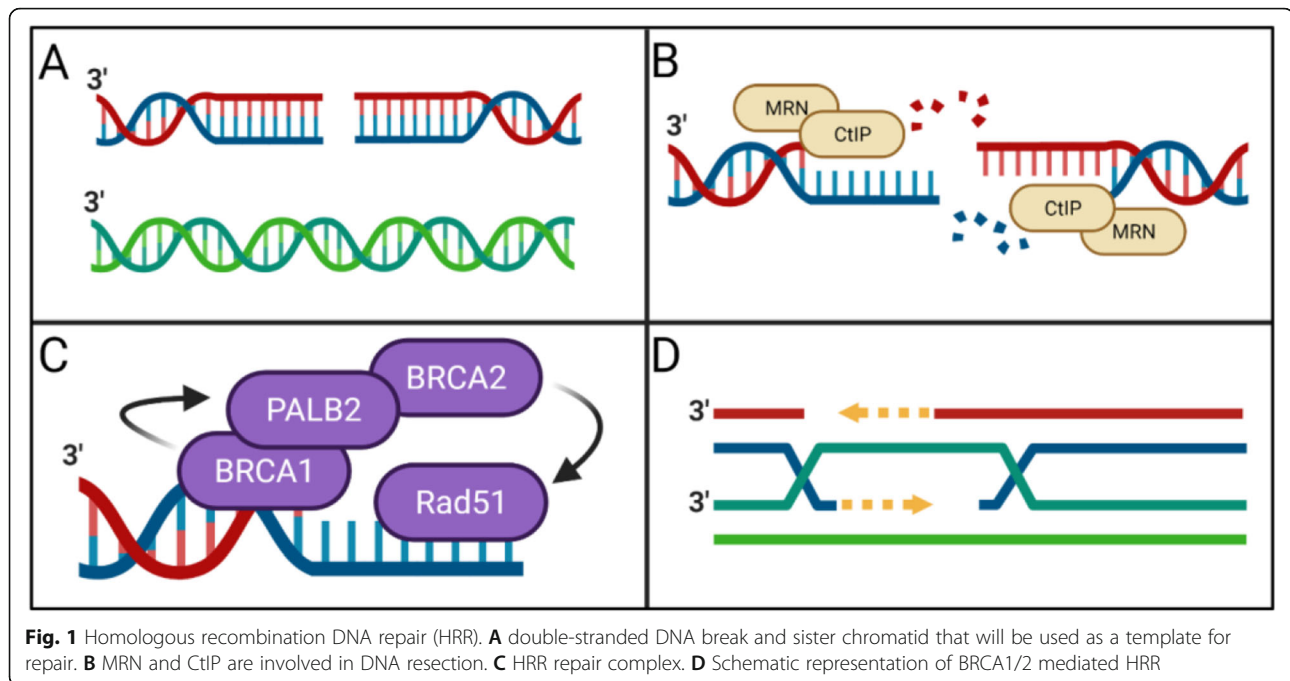 A
3'
3'
B
3'
MRN
CtIP
CtIP
MRN
C
3'
BRCA2
PALB2
BRCA1
Rad51
D
3'
3'
Fig. 1 Homologous recombination DNA repair (HRR). A double-stranded DNA break and sister chromatid that will be used as a template for
repair. B MRN and CtIP are involved in DNA resection. C HRR repair complex. D Schematic representation of BRCA1/2 mediated HRR